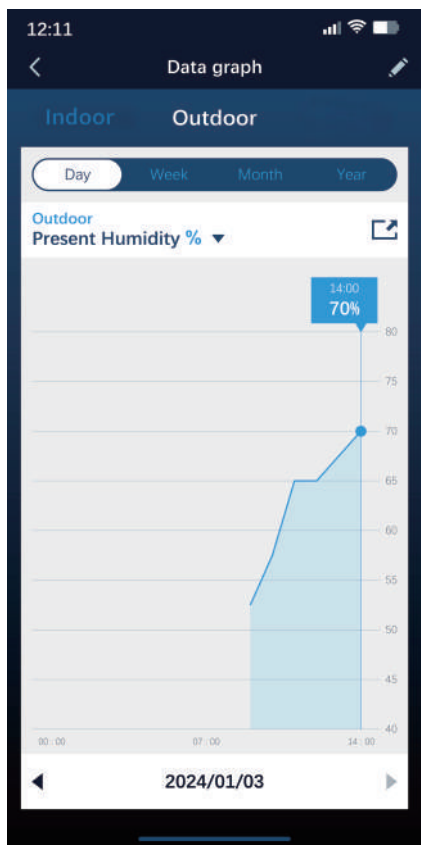 12:11
Data graph
Indoor Outdoor
Day Week Month Year
Outdoor
Present Humidity %
14:00
70%
80
75
70
65
60
55
50
45
40
00:00 07:00 14:00
2024/01/03